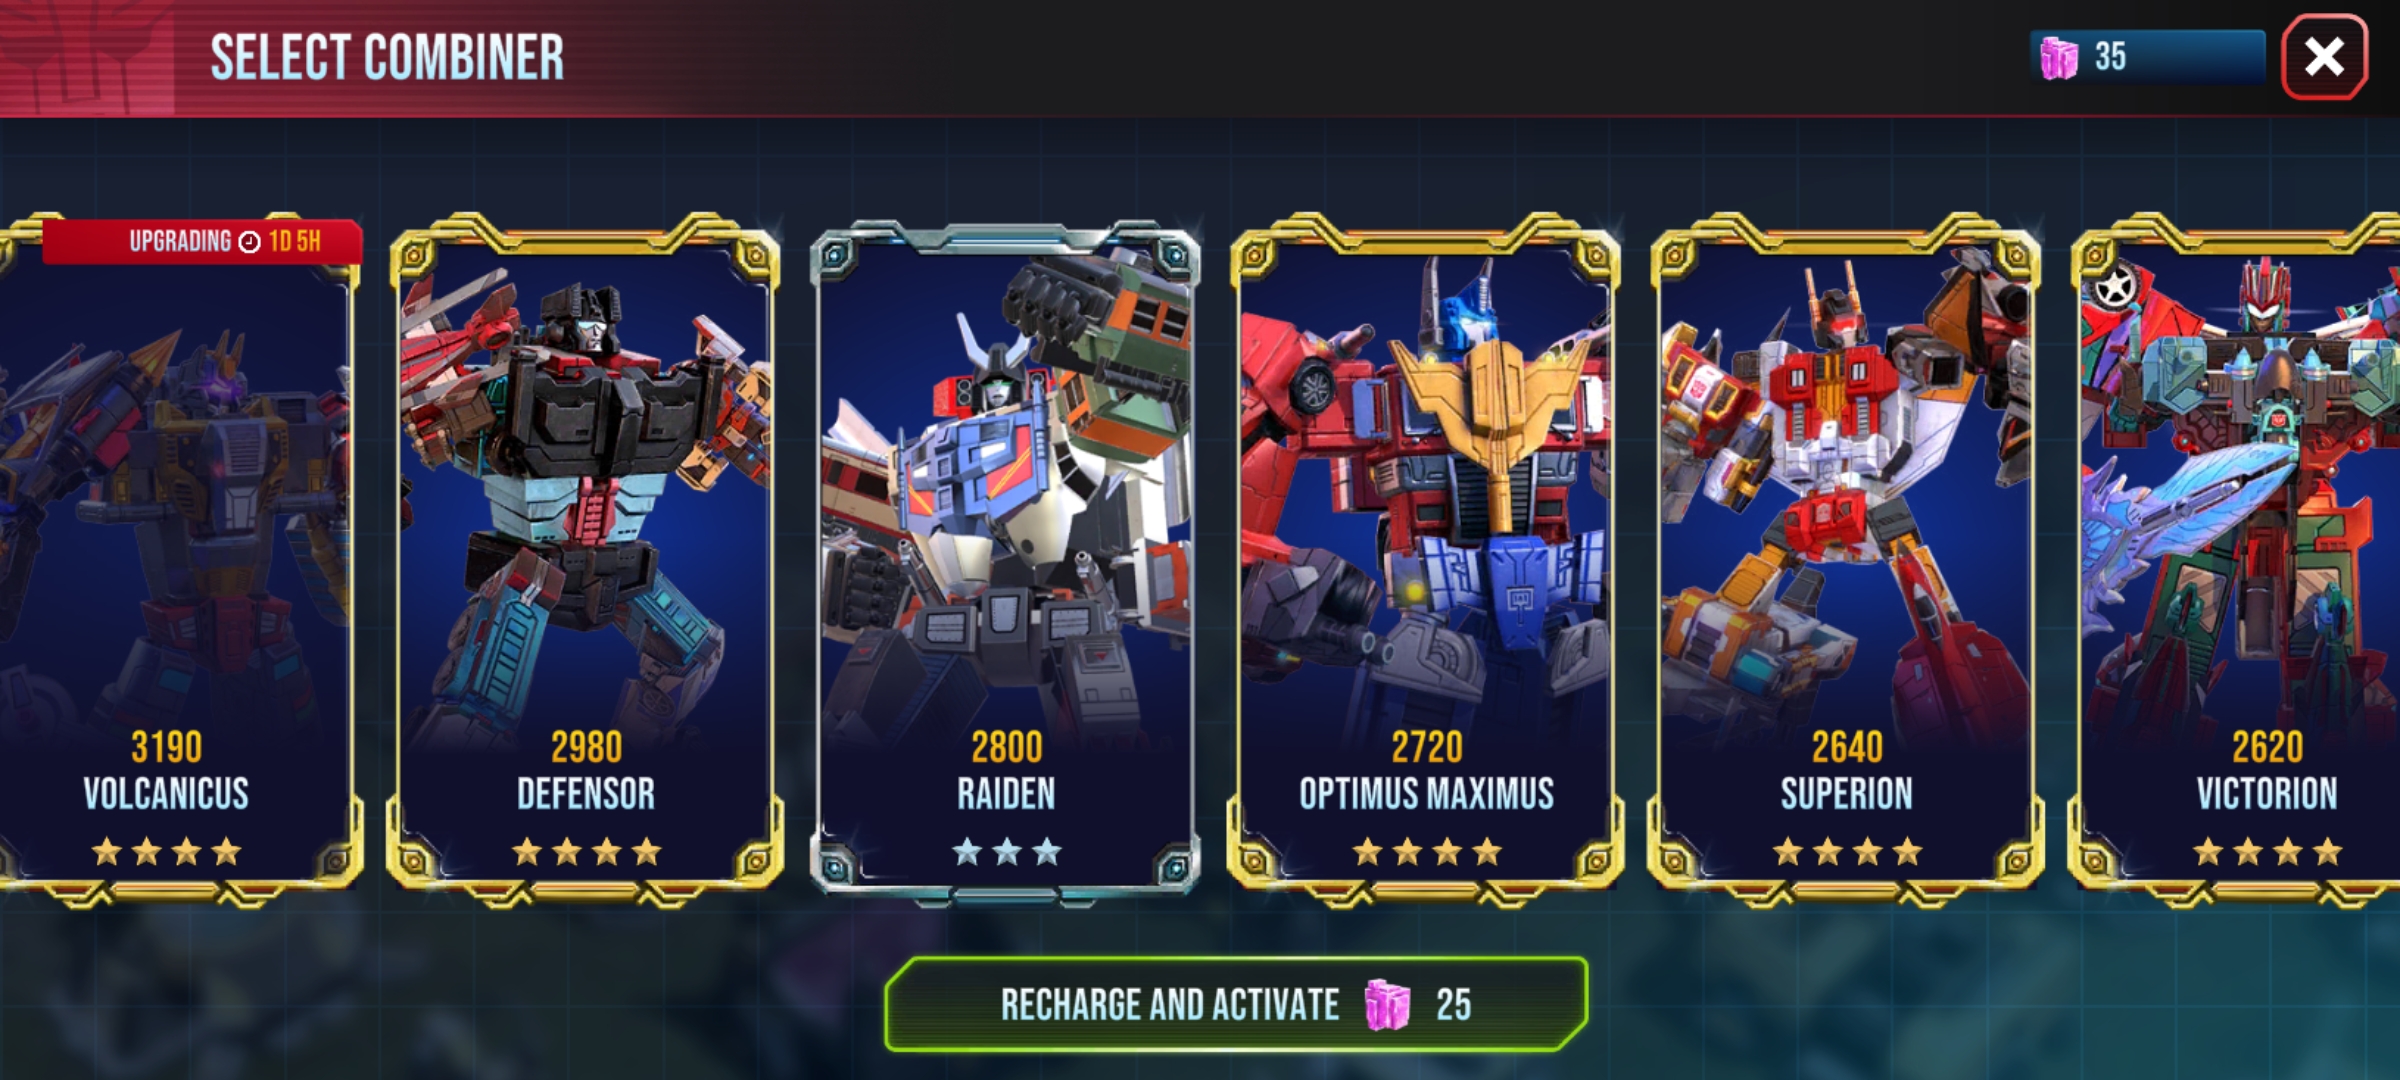 SELECT COMBINER
35
UPGRADING 1D 5H
3190
VOLCANICUS
2980
DEFENSOR
2800
RAIDEN
2720
OPTIMUS MAXIMUS
2640
SUPERION
2620
VICTORION
RECHARGE AND ACTIVATE 25